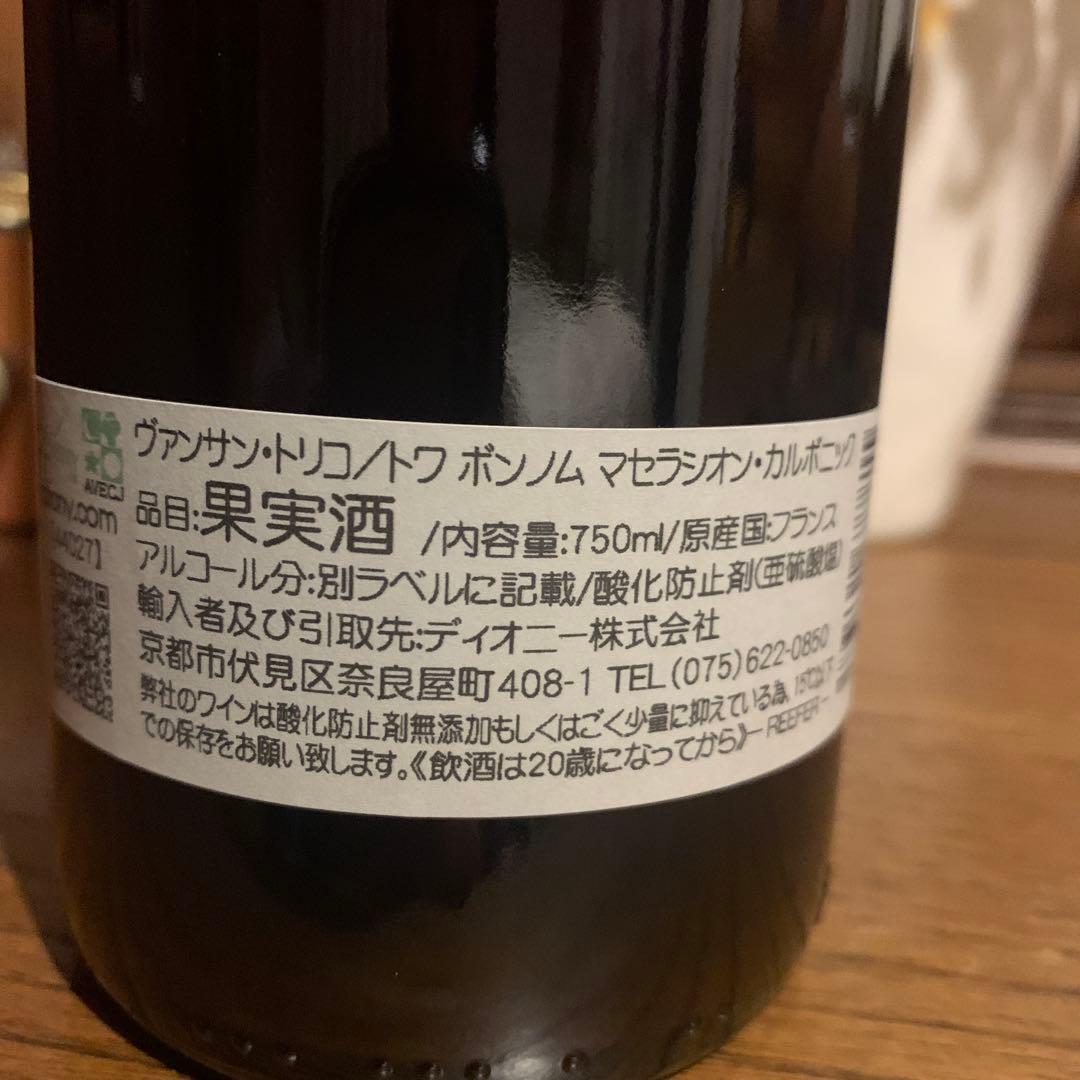 ヴァンサン・トリコ/トワ ボンノム マセラシオン・カルボニック
AVECJ
品目:果実酒 /内容量:750ml/原産国:フランス
アルコール分:別ラベルに記載/酸化防止剤(亜硫酸塩)
輸入者及び引取先:ディオニー株式会社
京都市伏見区奈良屋町408-1 TEL(075)622-0850
弊社のワインは酸化防止剤無添加もしくはごく少量に抑えている為、15℃以下
での保存をお願い致します。《飲酒は20歳になってから》- REEFER -
.com
4027]